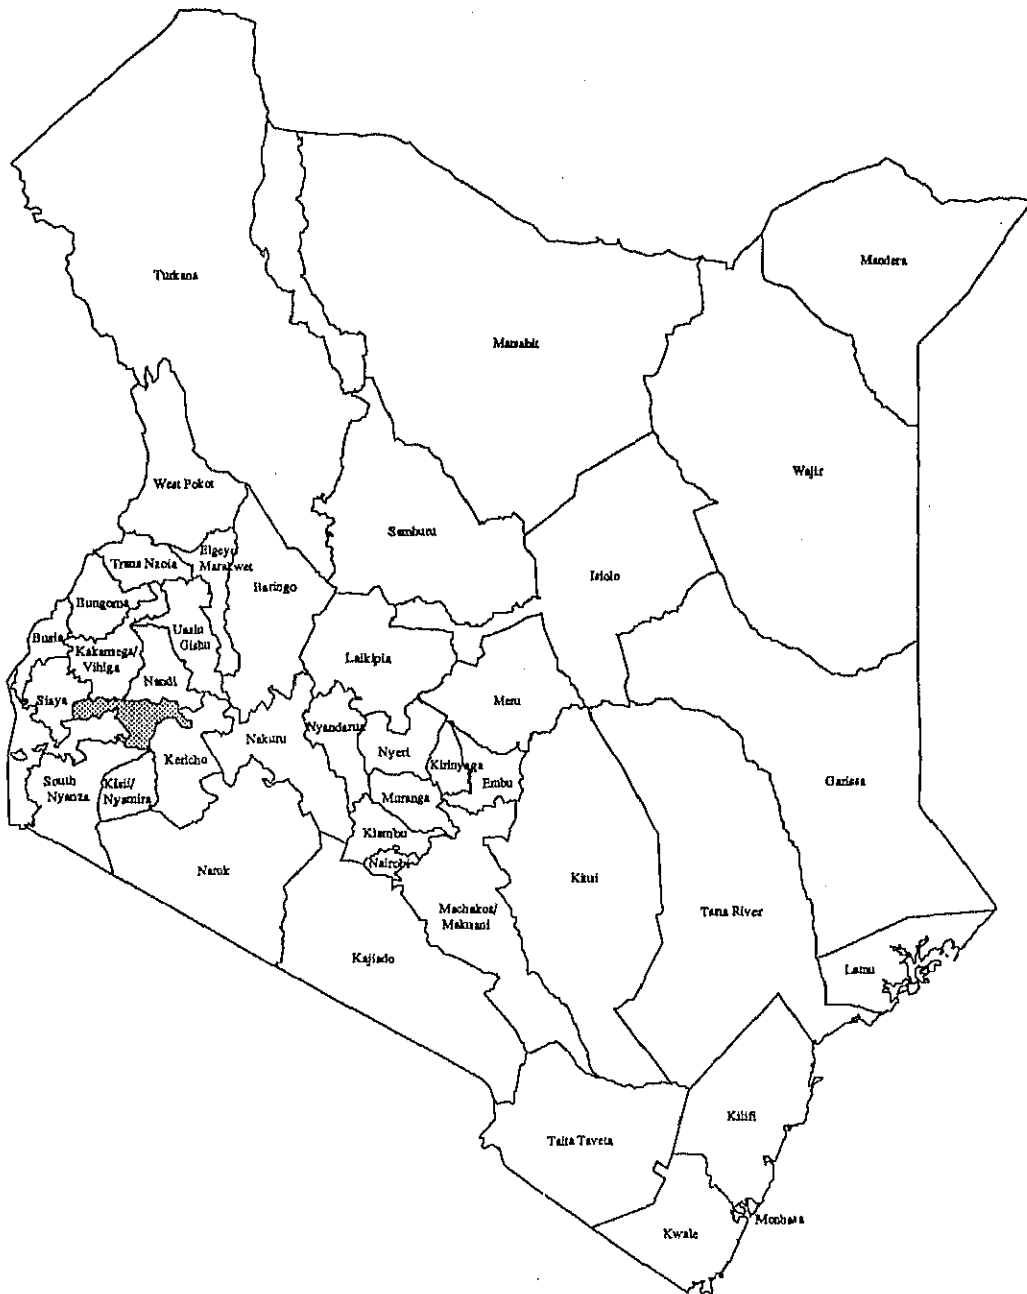 Mandera
Turkana
Marsabit
Wajir
West Pokot
Samburu
Elgeyo
Marakwet
Trans Nzoia
Isiolo
Baringo
Bungoma
Uasin
Gishu
Busia
Kakamega/
Vihiga
Laikipia
Nandi
Siaya
Meru
Nyandarua
Nakuru
Nyeri
Kericho
Kirinyaga
Garissa
South
Nyanza
Kisii/
Nyamira
Embu
Muranga
Kiambu
Nairobi
Narok
Kitui
Machakos/
Makuani
Tana River
Kajiado
Lamu
Kilifi
Taita Taveta
Mombasa
Kwale